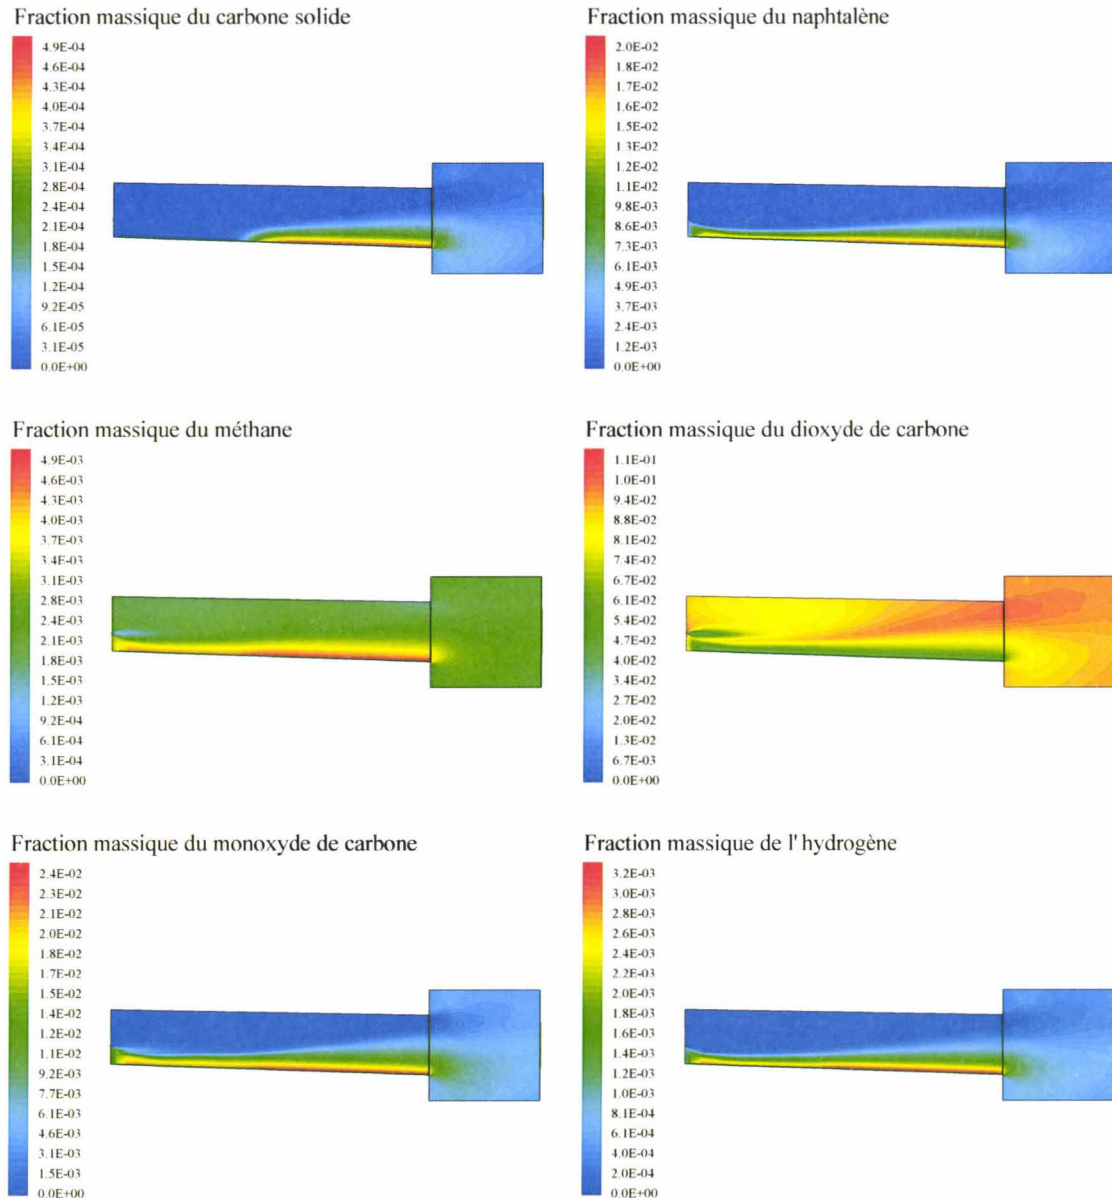 Fraction massique du carbone solide
4.9E-04
4.6E-04
4.3E-04
4.0E-04
3.7E-04
3.4E-04
3.1E-04
2.8E-04
2.4E-04
2.1E-04
1.8E-04
1.5E-04
1.2E-04
9.2E-05
6.1E-05
3.1E-05
0.0E+00
Fraction massique du naphtalène
2.0E-02
1.8E-02
1.7E-02
1.6E-02
1.5E-02
1.3E-02
1.2E-02
1.1E-02
9.8E-03
8.6E-03
7.3E-03
6.1E-03
4.9E-03
3.7E-03
2.4E-03
1.2E-03
0.0E+00
Fraction massique du méthane
4.9E-03
4.6E-03
4.3E-03
4.0E-03
3.7E-03
3.4E-03
3.1E-03
2.8E-03
2.4E-03
2.1E-03
1.8E-03
1.5E-03
1.2E-03
9.2E-04
6.1E-04
3.1E-04
0.0E+00
Fraction massique du dioxyde de carbone
1.1E-01
1.0E-01
9.4E-02
8.8E-02
8.1E-02
7.4E-02
6.7E-02
6.1E-02
5.4E-02
4.7E-02
4.0E-02
3.4E-02
2.7E-02
2.0E-02
1.3E-02
6.7E-03
0.0E+00
Fraction massique du monoxyde de carbone
2.4E-02
2.3E-02
2.1E-02
2.0E-02
1.8E-02
1.7E-02
1.5E-02
1.4E-02
1.2E-02
1.1E-02
9.2E-03
7.7E-03
6.1E-03
4.6E-03
3.1E-03
1.5E-03
0.0E+00
Fraction massique de l'hydrogène
3.2E-03
3.0E-03
2.8E-03
2.6E-03
2.4E-03
2.2E-03
2.0E-03
1.8E-03
1.6E-03
1.4E-03
1.2E-03
1.0E-03
8.1E-04
6.1E-04
4.0E-04
2.0E-04
0.0E+00